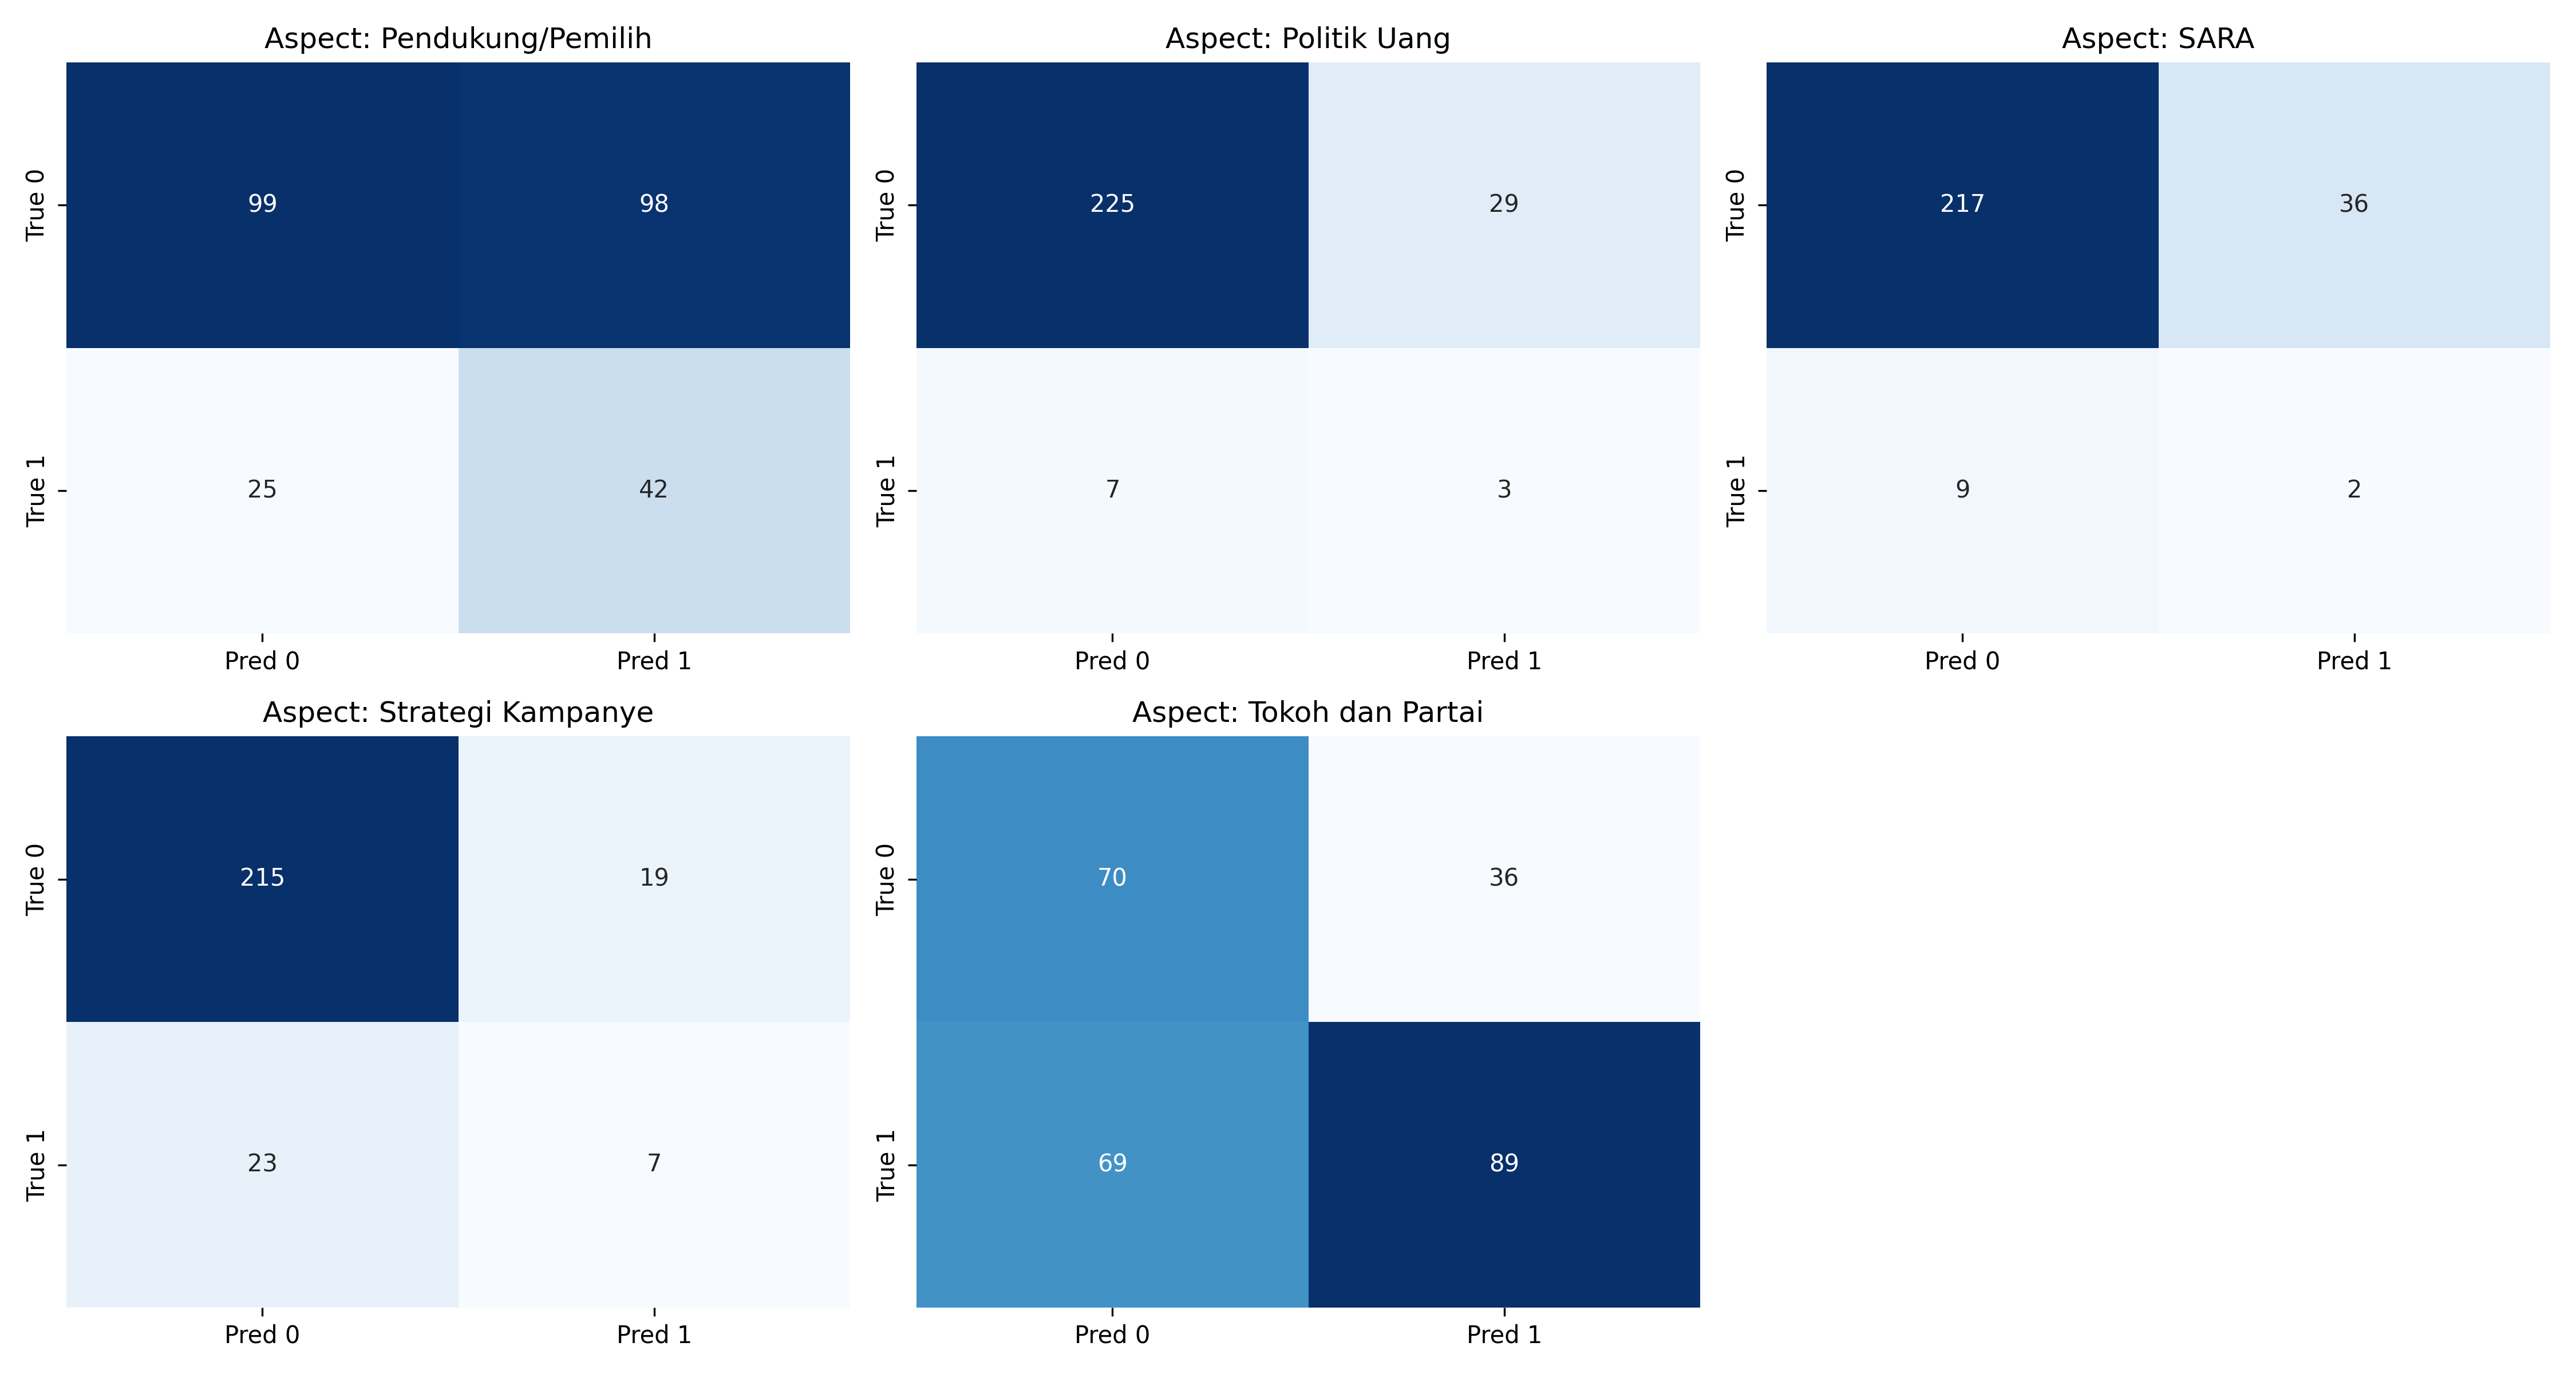 Aspect: Pendukung/Pemilih
True 0
99
98
True 1
25
42
Pred 0
Pred 1
Aspect: Politik Uang
True 0
225
29
True 1
7
3
Pred 0
Pred 1
Aspect: SARA
True 0
217
36
True 1
9
2
Pred 0
Pred 1
Aspect: Strategi Kampanye
True 0
215
19
True 1
23
7
Pred 0
Pred 1
Aspect: Tokoh dan Partai
True 0
70
36
True 1
69
89
Pred 0
Pred 1